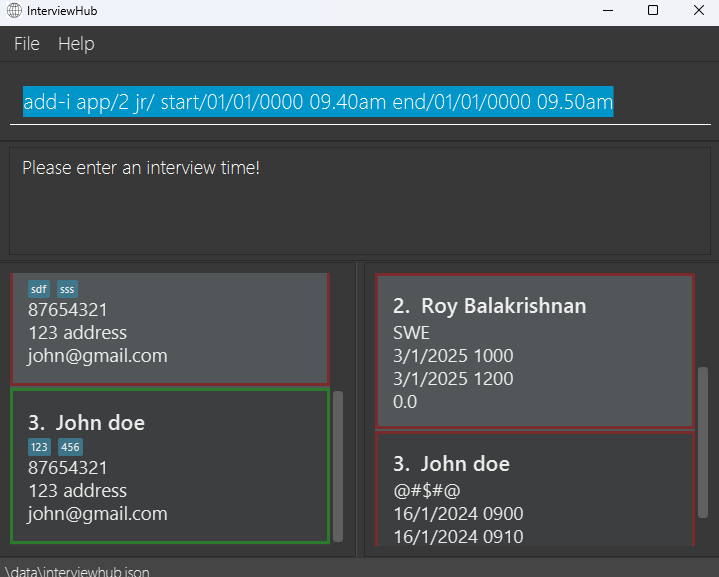 InterviewHub
File Help
add-i app/2 jr/ start/01/01/0000 09.40am end/01/01/0000 09.50am
Please enter an interview time!
sdf sss
87654321
123 address
john@gmail.com
3. John doe
123 456
87654321
123 address
john@gmail.com
2. Roy Balakrishnan
SWE
3/1/2025 1000
3/1/2025 1200
0.0
3. John doe
@#$#@
16/1/2024 0900
16/1/2024 0910
\data\interviewhub.json